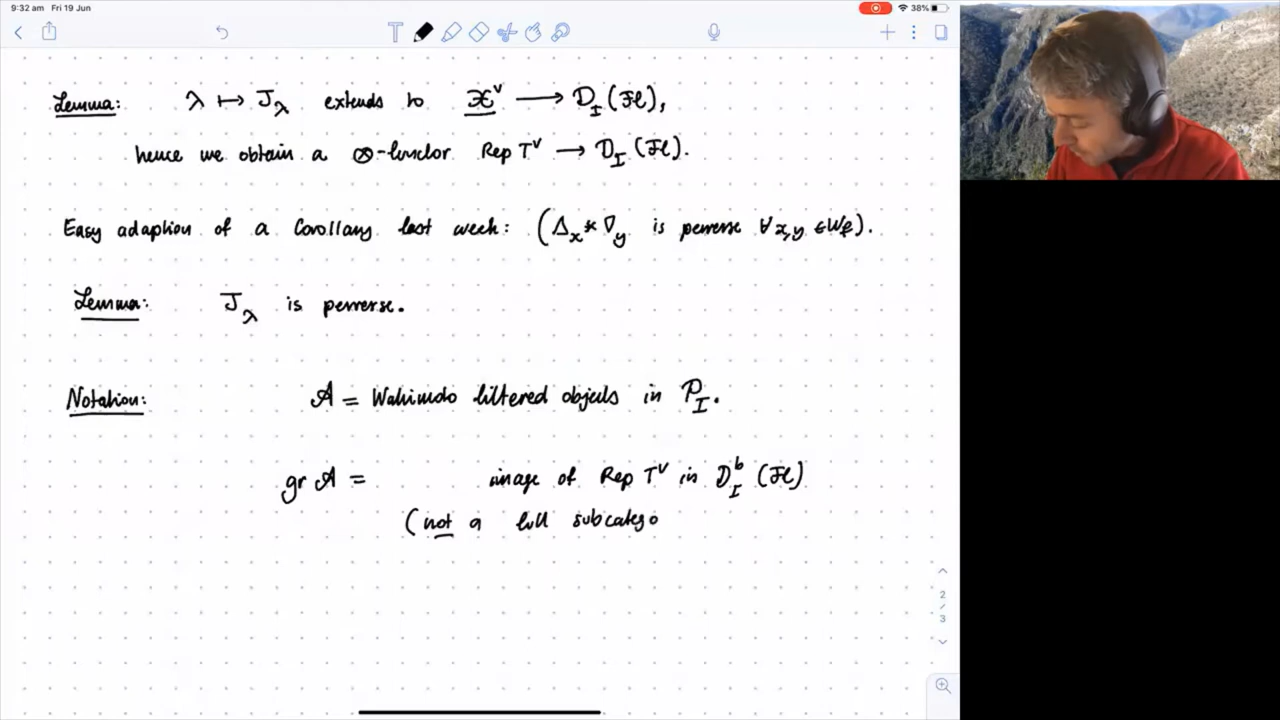 9:32 am Fri 19 Jun
38%
Lemma: λ ↦ J_λ extends to 𝔛^∨ ⟶ D_I(Fl),
hence we obtain a ⊗-functor Rep T^∨ → D_I(Fl).
Easy adaption of a Corollary last week: (Δ_x * ∇_y is perverse ∀ x, y ∈ W_f).
Lemma: J_λ is perverse.
Notation: 𝒜 = Wakimoto filtered objects in P_I.
gr 𝒜 = image of Rep T^∨ in D^b_I (Fl)
(not a full subcatego
2
/
3